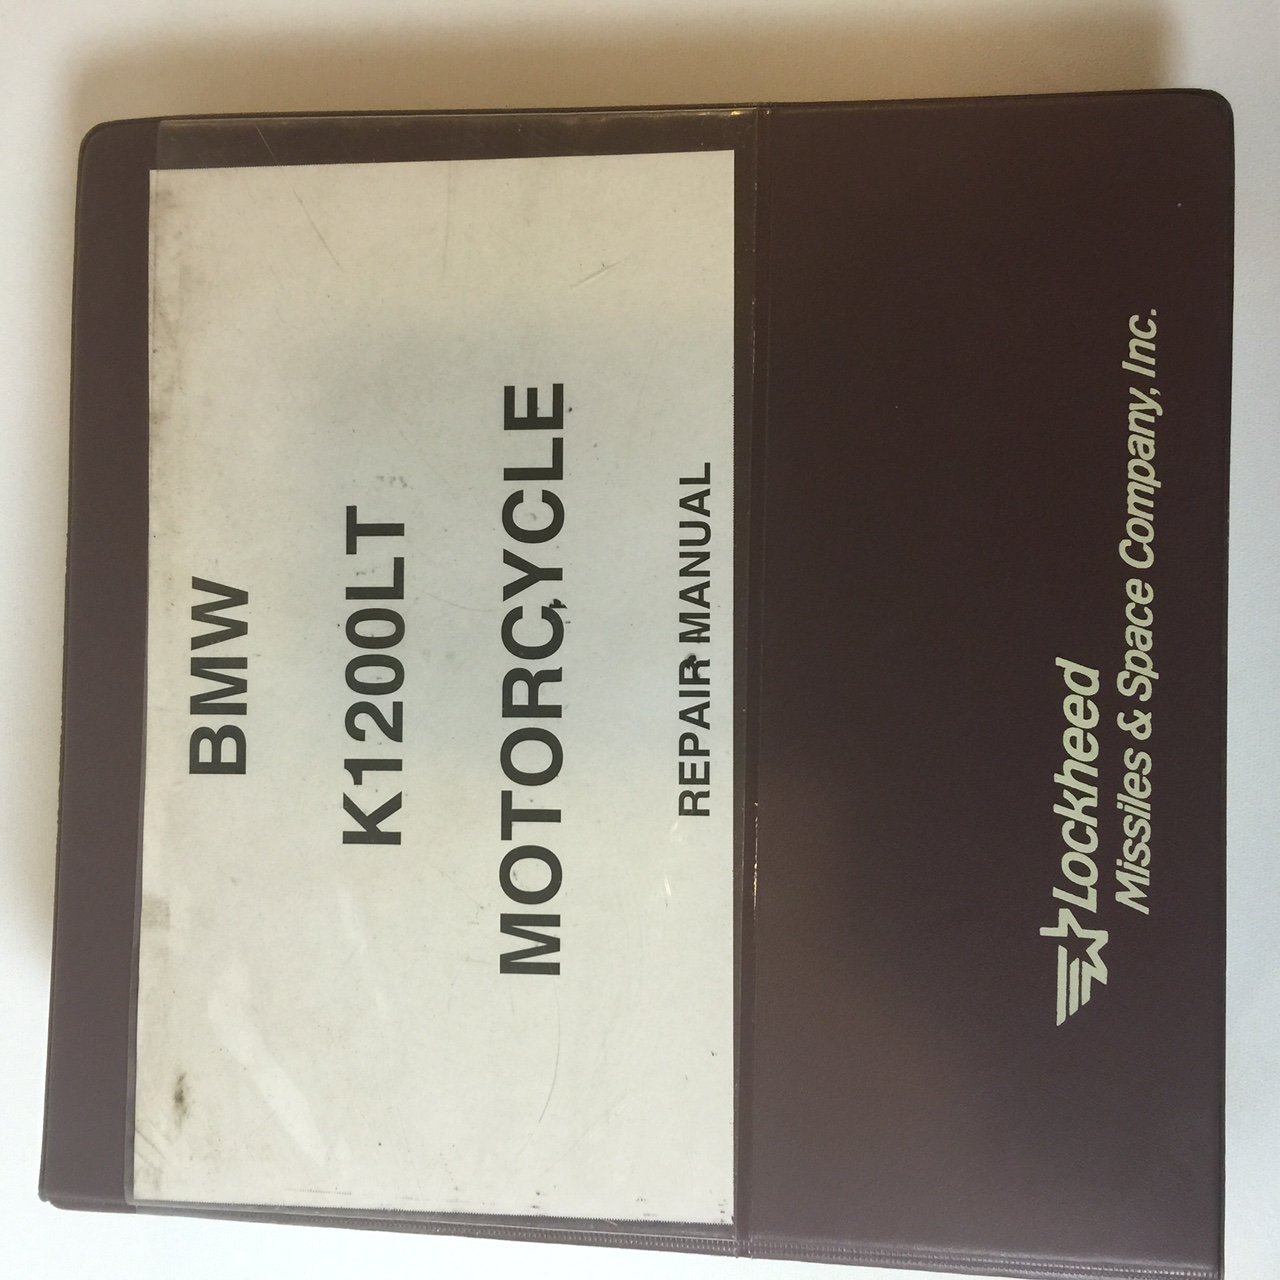 BMW
K1200LT
MOTORCYCLE
REPAIR MANUAL
Lockheed
Missiles & Space Company, Inc.